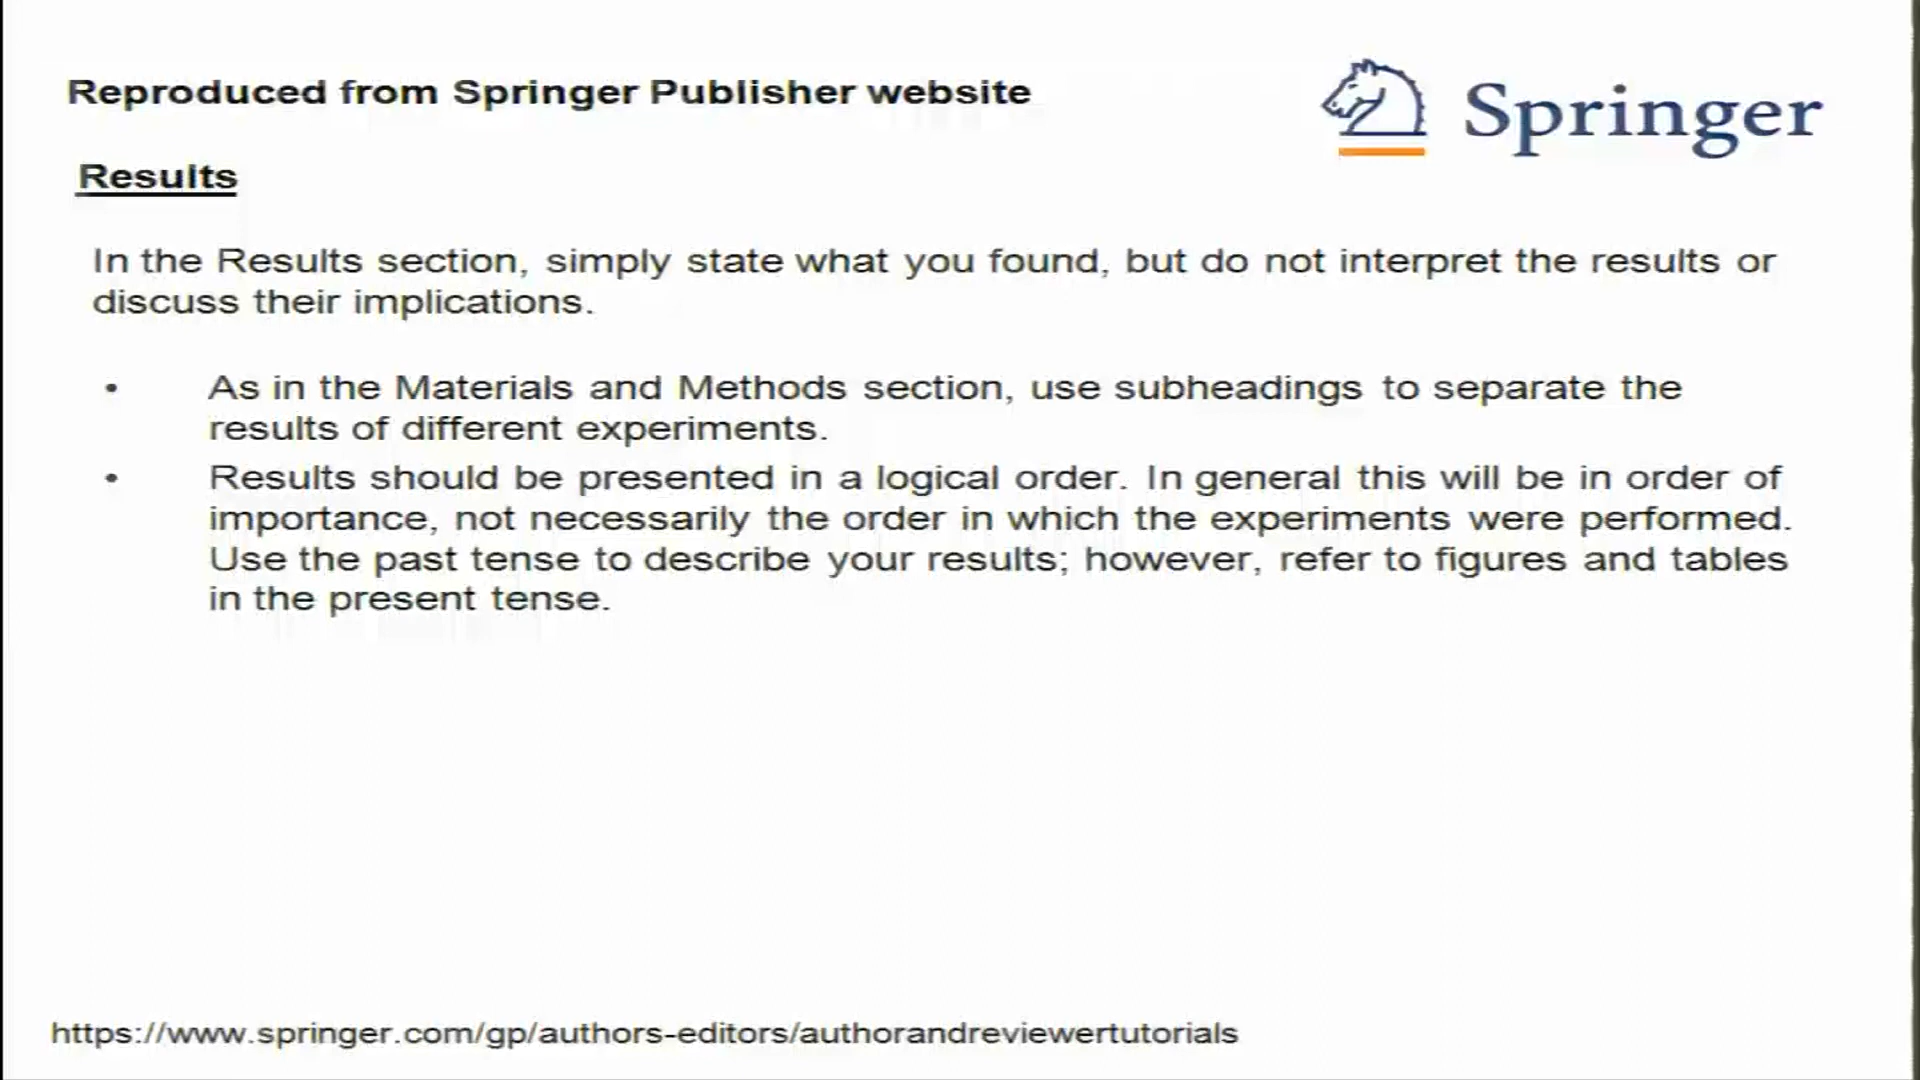 Reproduced from Springer Publisher website
Springer
Results
In the Results section, simply state what you found, but do not interpret the results or
discuss their implications.
• As in the Materials and Methods section, use subheadings to separate the
results of different experiments.
• Results should be presented in a logical order. In general this will be in order of
importance, not necessarily the order in which the experiments were performed.
Use the past tense to describe your results; however, refer to figures and tables
in the present tense.
https://www.springer.com/gp/authors-editors/authorandreviewertutorials